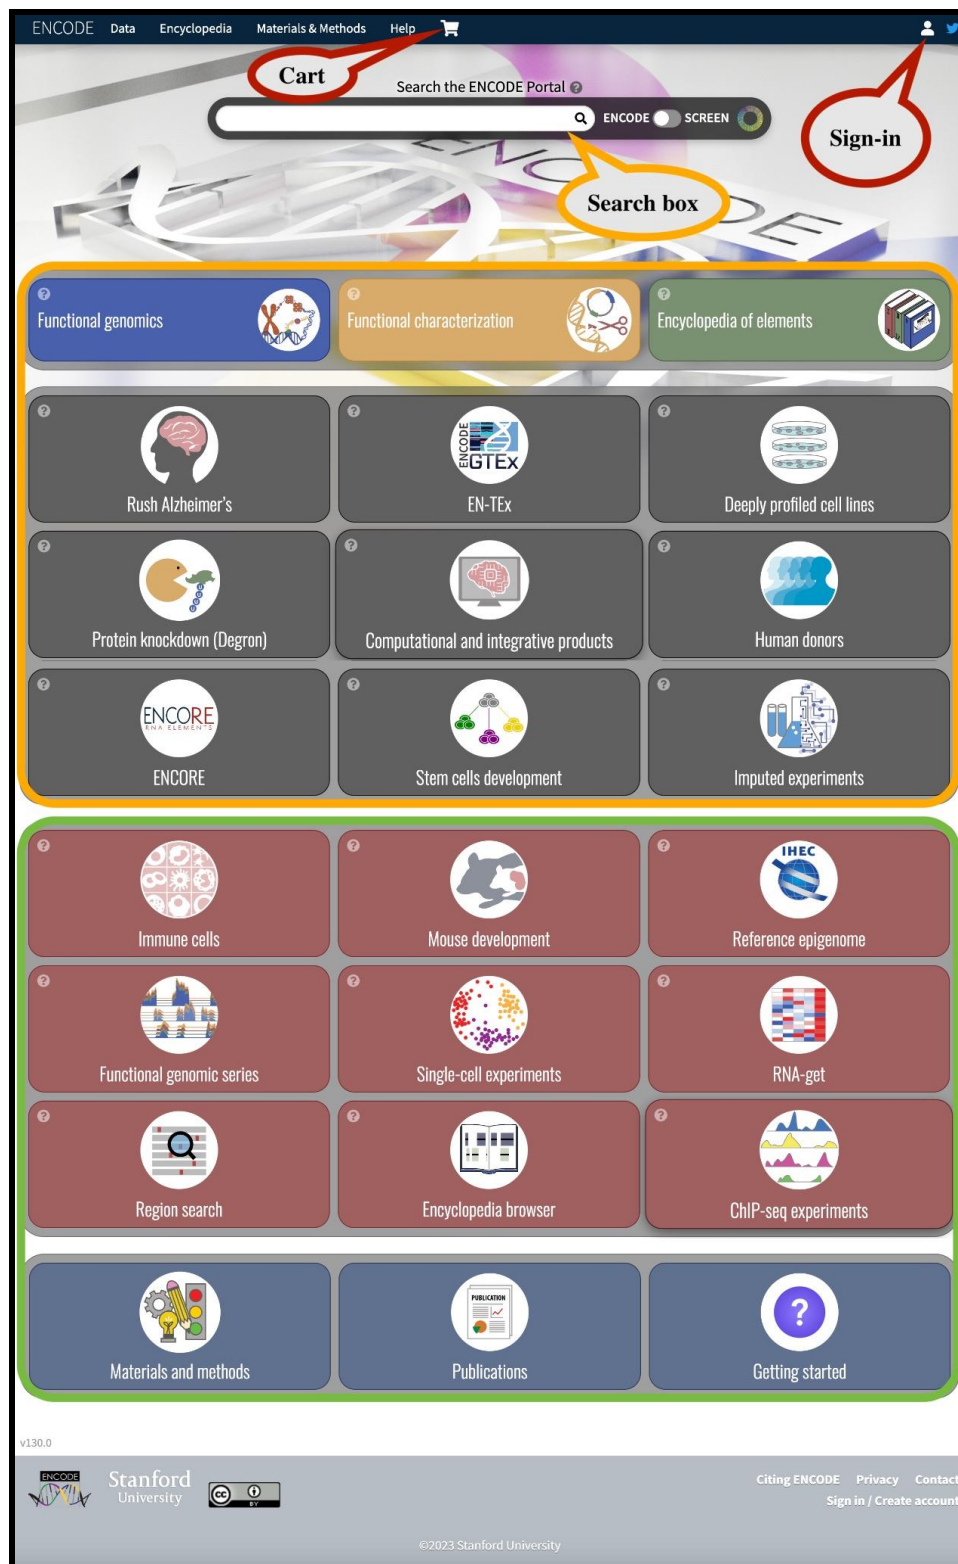 ENCODE Data Encyclopedia Materials & Methods Help
Cart
Search the ENCODE Portal ?
ENCODE SCREEN
Sign-in
Search box
ENCODE
? ? ?
Functional genomics Functional characterization Encyclopedia of elements
? ? ?
ENCODE
GTEx
Rush Alzheimer's EN-TEx Deeply profiled cell lines
? ? ?
U
U
U
U
Protein knockdown (Degron) Computational and integrative products Human donors
? ? ?
ENCORE
RNA ELEMENTS
ENCORE Stem cells development Imputed experiments
? ? ?
IHEC
Immune cells Mouse development Reference epigenome
? ? ?
Functional genomic series Single-cell experiments RNA-get
? ? ?
Region search Encyclopedia browser ChIP-seq experiments
PUBLICATION
?
Materials and methods Publications Getting started
v130.0
ENCODE
Stanford
University
cc
BY
Citing ENCODE Privacy Contact
Sign in / Create account
©2023 Stanford University